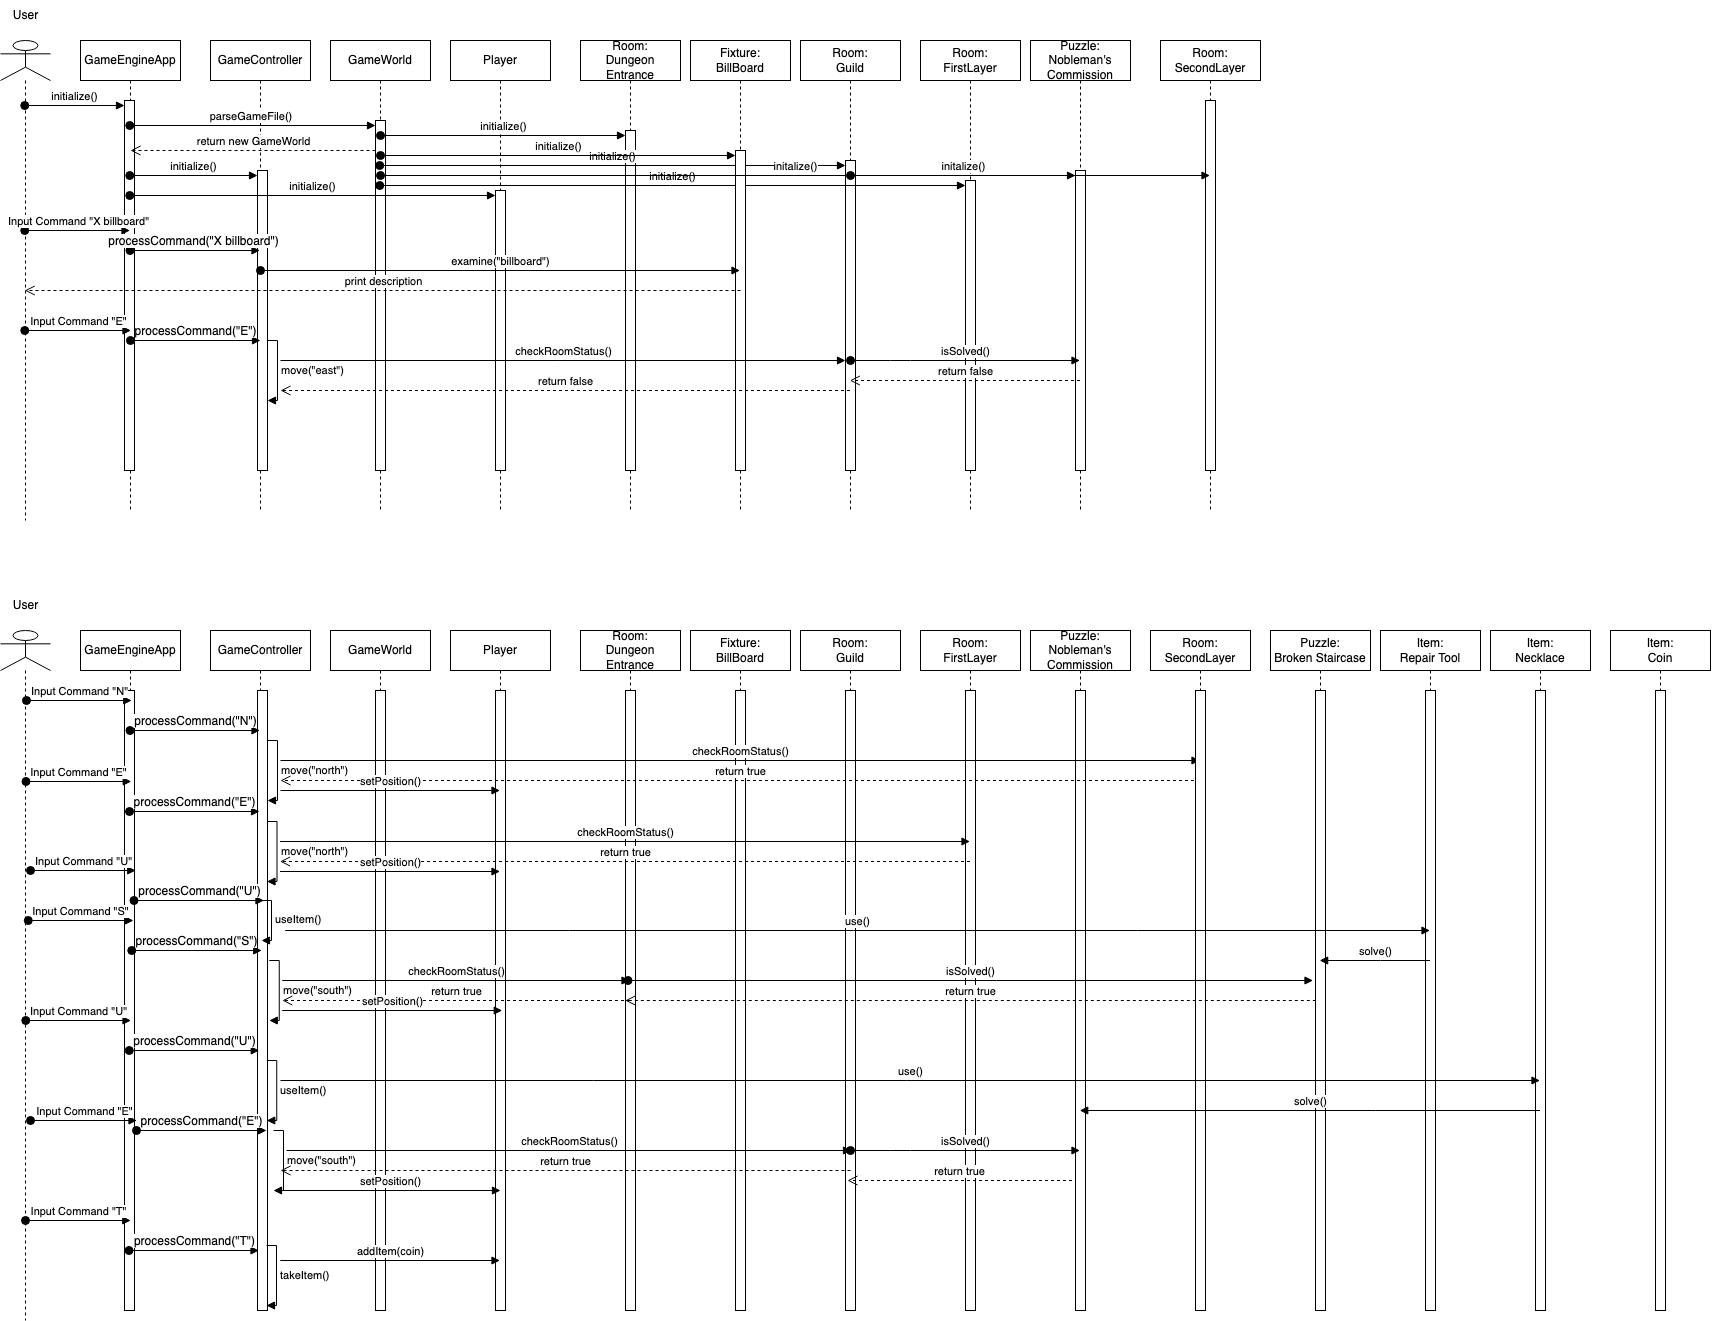 User
GameEngineApp
GameController
GameWorld
Player
Room:
Dungeon
Entrance
Fixture:
BillBoard
Room:
Guild
Room:
FirstLayer
Puzzle:
Nobleman's
Commission
Room:
SecondLayer
initialize()
parseGameFile()
initialize()
return new GameWorld
initialize()
initialize()
initialize()
initalize()
initalize()
initialize()
initialize()
Input Command "X billboard"
processCommand("X billboard")
examine("billboard")
print description
Input Command "E"
processCommand("E")
checkRoomStatus()
isSolved()
move("east")
return false
return false
User
GameEngineApp
GameController
GameWorld
Player
Room:
Dungeon
Entrance
Fixture:
BillBoard
Room:
Guild
Room:
FirstLayer
Puzzle:
Nobleman's
Commission
Room:
SecondLayer
Puzzle:
Broken Staircase
Item:
Repair Tool
Item:
Necklace
Item:
Coin
Input Command "N"
processCommand("N")
checkRoomStatus()
Input Command "E"
move("north")
return true
setPosition()
processCommand("E")
checkRoomStatus()
move("north")
return true
Input Command "U"
setPosition()
processCommand("U")
Input Command "S"
useItem()
use()
processCommand("S")
solve()
checkRoomStatus()
isSolved()
move("south")
return true
return true
setPosition()
Input Command "U"
processCommand("U")
use()
useItem()
solve()
Input Command "E"
processCommand("E")
checkRoomStatus()
isSolved()
move("south")
return true
return true
setPosition()
Input Command "T"
processCommand("T")
addItem(coin)
takeItem()